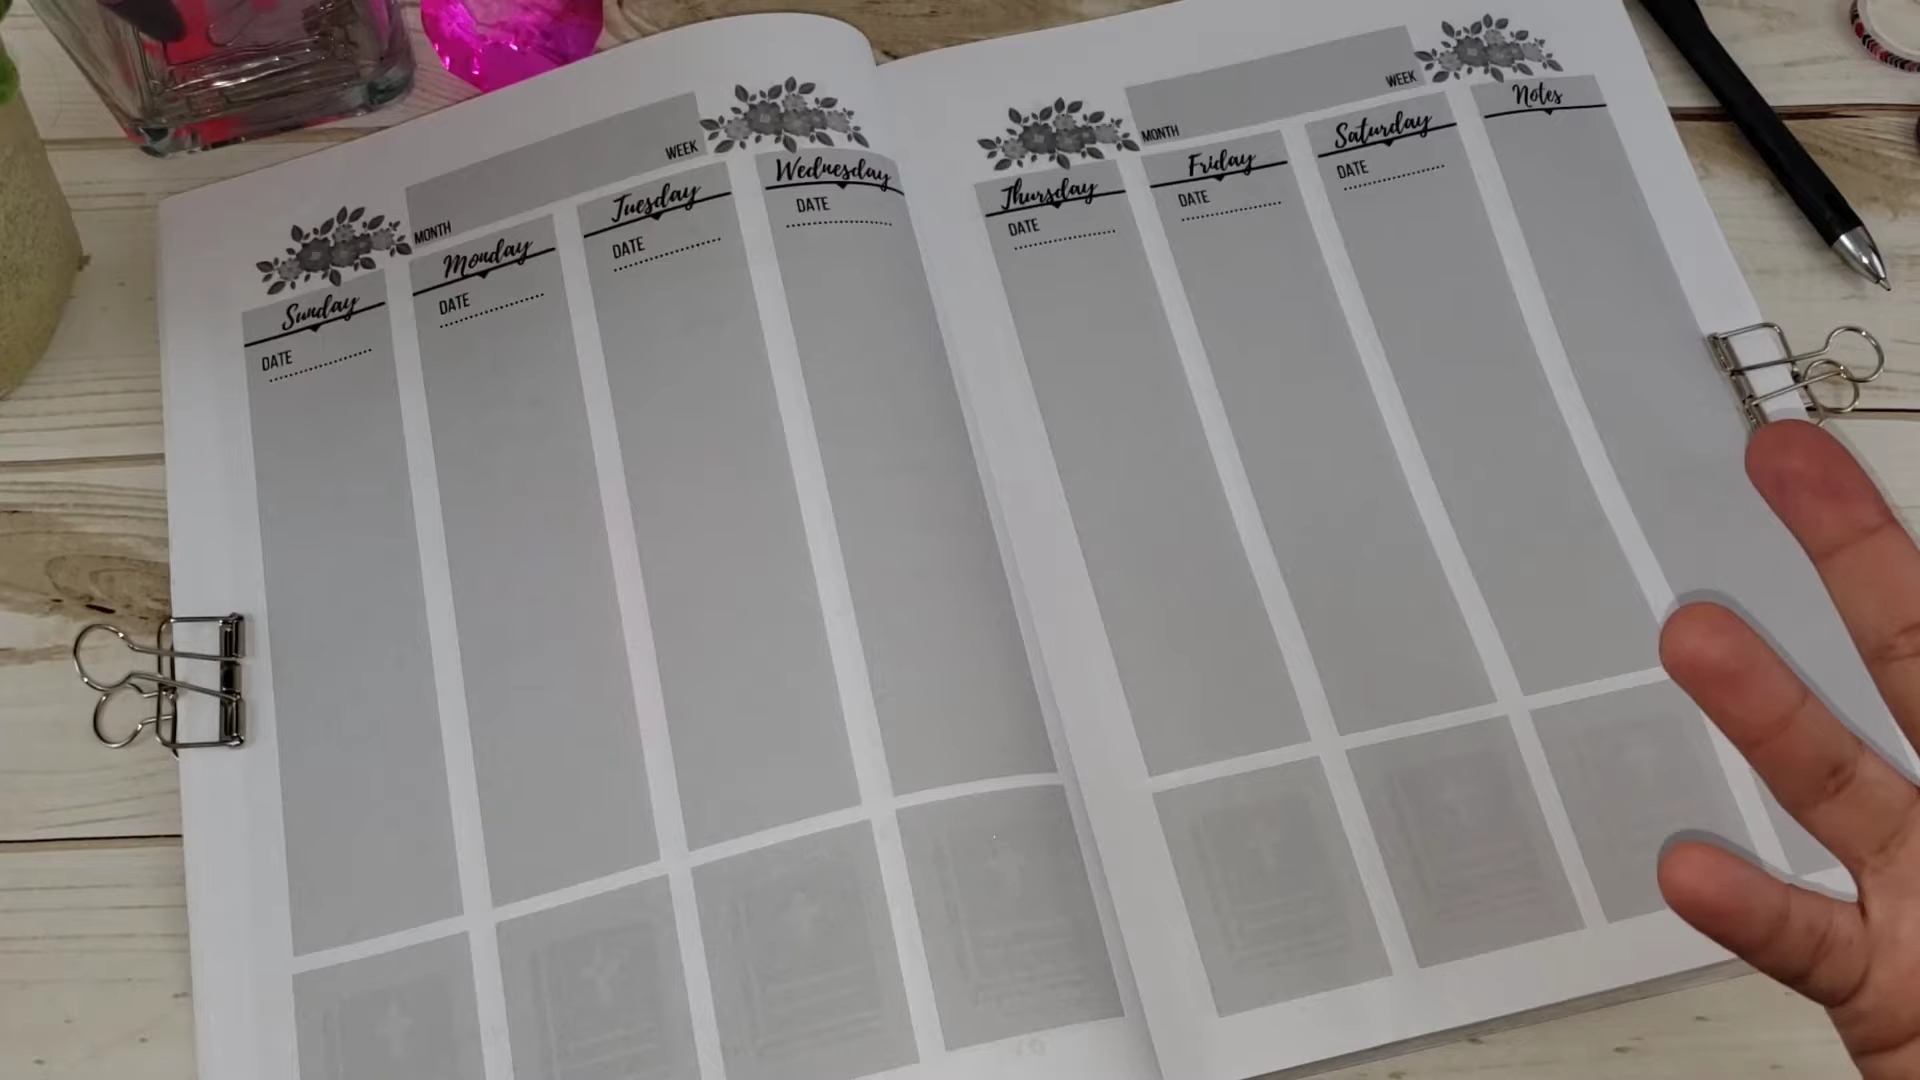 MONTH WEEK
Sunday
DATE
Monday
DATE
Tuesday
DATE
Wednesday
DATE
MONTH WEEK
Thursday
DATE
Friday
DATE
Saturday
DATE
Notes